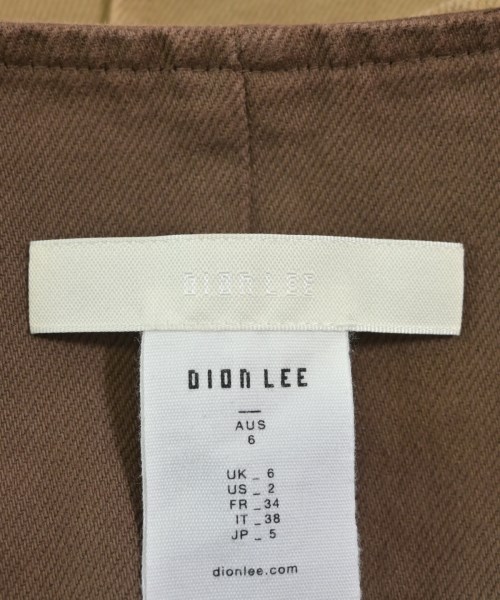 DION LEE
DION LEE
AUS
6
UK _ 6
US _ 2
FR _ 34
IT _ 38
JP _ 5
dionlee.com